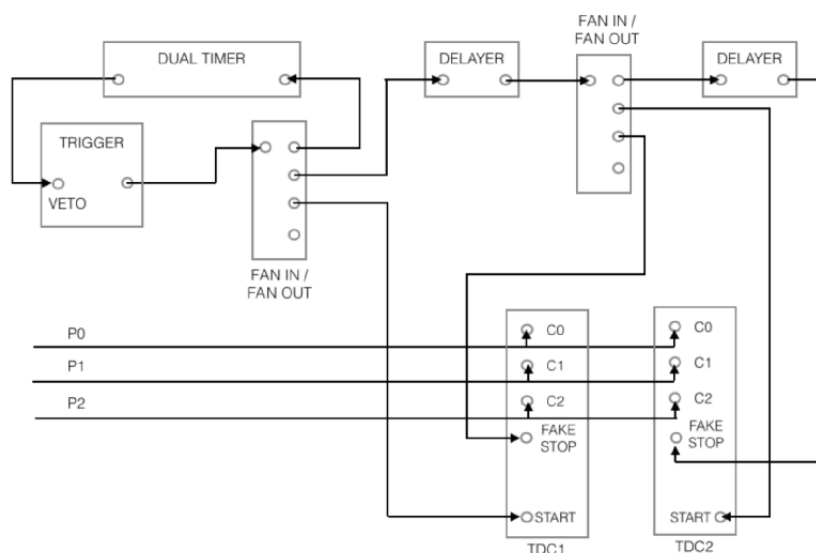 FAN IN /
FAN OUT
DUAL TIMER
DELAYER
DELAYER
TRIGGER
VETO
FAN IN /
FAN OUT
P0
P1
P2
C0
C1
C2
FAKE
STOP
START
TDC1
C0
C1
C2
FAKE
STOP
START
TDC2